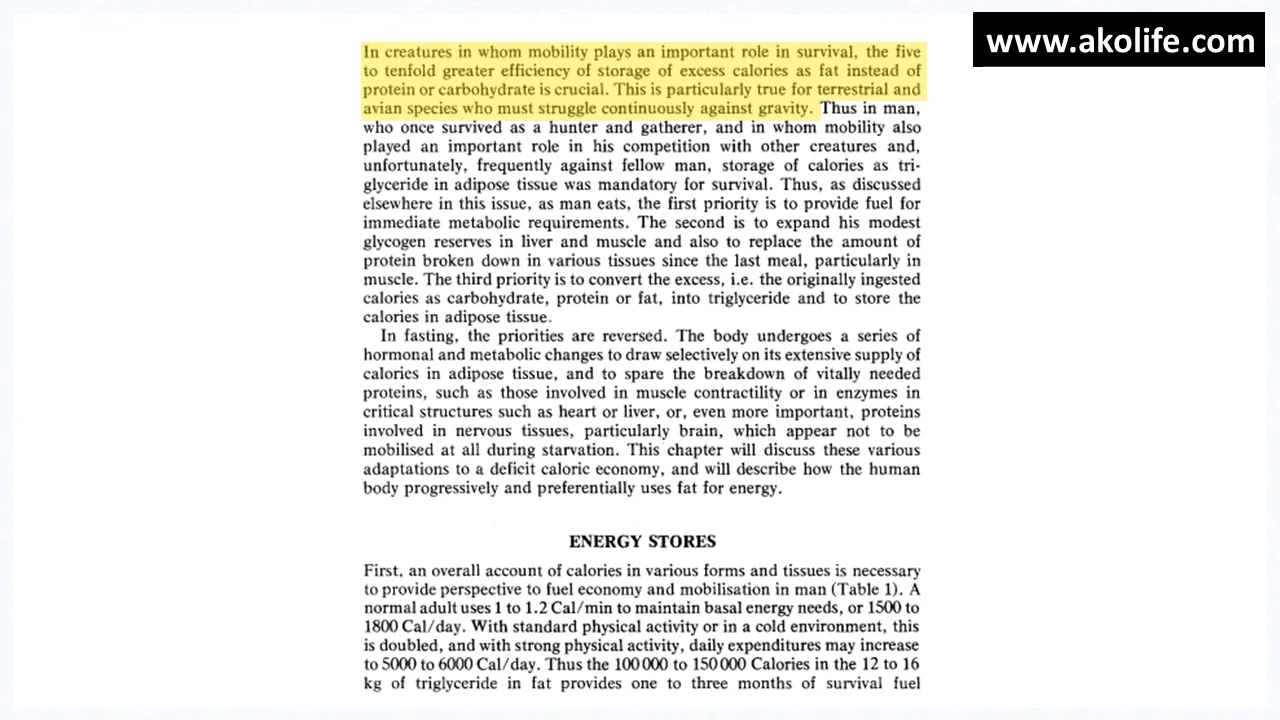 www.akolife.com
In creatures in whom mobility plays an important role in survival, the five
to tenfold greater efficiency of storage of excess calories as fat instead of
protein or carbohydrate is crucial. This is particularly true for terrestrial and
avian species who must struggle continuously against gravity. Thus in man,
who once survived as a hunter and gatherer, and in whom mobility also
played an important role in his competition with other creatures and,
unfortunately, frequently against fellow man, storage of calories as tri-
glyceride in adipose tissue was mandatory for survival. Thus, as discussed
elsewhere in this issue, as man eats, the first priority is to provide fuel for
immediate metabolic requirements. The second is to expand his modest
glycogen reserves in liver and muscle and also to replace the amount of
protein broken down in various tissues since the last meal, particularly in
muscle. The third priority is to convert the excess, i.e. the originally ingested
calories as carbohydrate, protein or fat, into triglyceride and to store the
calories in adipose tissue.
In fasting, the priorities are reversed. The body undergoes a series of
hormonal and metabolic changes to draw selectively on its extensive supply of
calories in adipose tissue, and to spare the breakdown of vitally needed
proteins, such as those involved in muscle contractility or in enzymes in
critical structures such as heart or liver, or, even more important, proteins
involved in nervous tissues, particularly brain, which appear not to be
mobilised at all during starvation. This chapter will discuss these various
adaptations to a deficit caloric economy, and will describe how the human
body progressively and preferentially uses fat for energy.
ENERGY STORES
First, an overall account of calories in various forms and tissues is necessary
to provide perspective to fuel economy and mobilisation in man (Table 1). A
normal adult uses 1 to 1.2 Cal/min to maintain basal energy needs, or 1500 to
1800 Cal/day. With standard physical activity or in a cold environment, this
is doubled, and with strong physical activity, daily expenditures may increase
to 5000 to 6000 Cal/day. Thus the 100 000 to 150 000 Calories in the 12 to 16
kg of triglyceride in fat provides one to three months of survival fuel